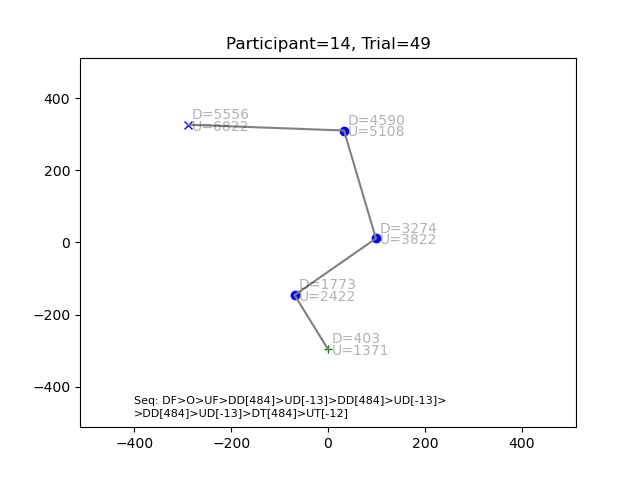 Participant=14, Trial=49
400
200
0
−200
−400
D=5556
U=6822
D=4590
U=5108
D=3274
U=3822
D=1773
U=2422
D=403
U=1371
Seq: DF>O>UF>DD[484]>UD[-13]>DD[484]>UD[-13]>
>DD[484]>UD[-13]>DT[484]>UT[-12]
−400 −200 0 200 400